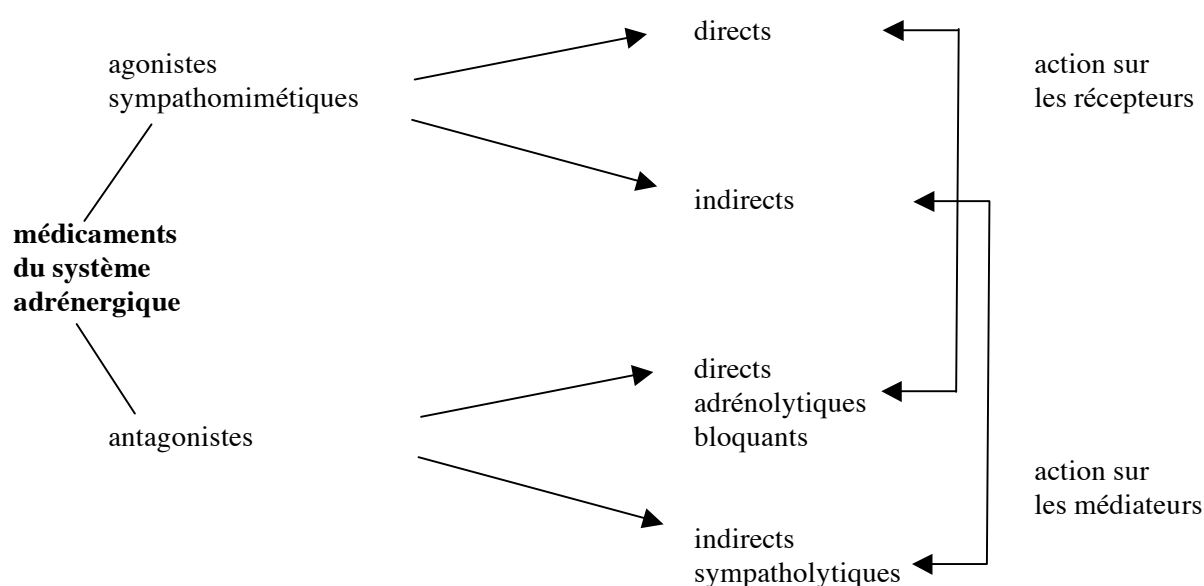 directs
agonistes
sympathomimétiques
action sur
les récepteurs
indirects
médicaments
du système
adrénergique
directs
adrénolytiques
bloquants
antagonistes
action sur
les médiateurs
indirects
sympatholytiques